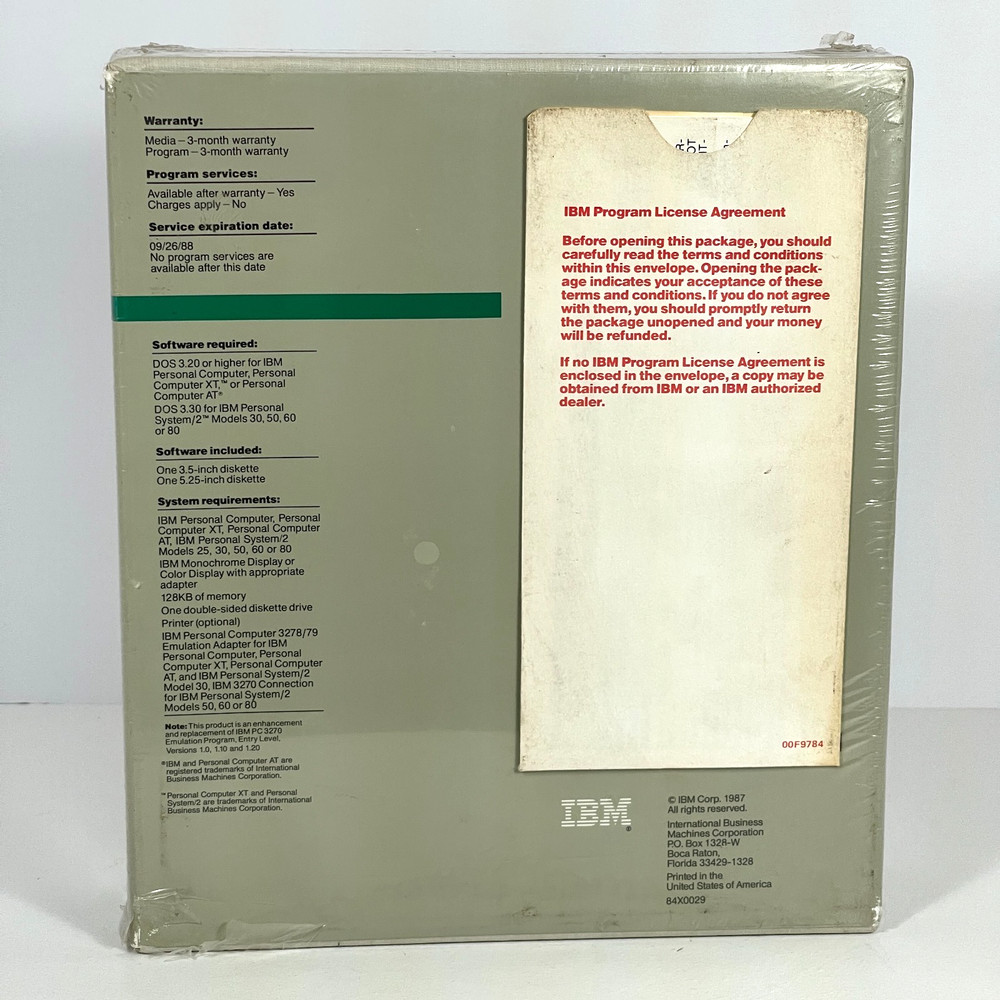 Warranty:
Media – 3-month warranty
Program – 3-month warranty
Program services:
Available after warranty – Yes
Charges apply – No
Service expiration date:
09/26/88
No program services are
available after this date
Software required:
DOS 3.20 or higher for IBM
Personal Computer, Personal
Computer XT,™ or Personal
Computer AT®
DOS 3.30 for IBM Personal
System/2™ Models 30, 50, 60
or 80
Software included:
One 3.5-inch diskette
One 5.25-inch diskette
System requirements:
IBM Personal Computer, Personal
Computer XT, Personal Computer
AT, IBM Personal System/2
Models 25, 30, 50, 60 or 80
IBM Monochrome Display or
Color Display with appropriate
adapter
128KB of memory
One double-sided diskette drive
Printer (optional)
IBM Personal Computer 3278/79
Emulation Adapter for IBM
Personal Computer, Personal
Computer XT, Personal Computer
AT, and IBM Personal System/2
Model 30, IBM 3270 Connection
for IBM Personal System/2
Models 50, 60 or 80
Note: This product is an enhancement
and replacement of IBM PC 3270
Emulation Program, Entry Level,
Versions 1.0, 1.10 and 1.20
®IBM and Personal Computer AT are
registered trademarks of International
Business Machines Corporation.
™Personal Computer XT and Personal
System/2 are trademarks of International
Business Machines Corporation.
IBM Program License Agreement
Before opening this package, you should
carefully read the terms and conditions
within this envelope. Opening the pack-
age indicates your acceptance of these
terms and conditions. If you do not agree
with them, you should promptly return
the package unopened and your money
will be refunded.
If no IBM Program License Agreement is
enclosed in the envelope, a copy may be
obtained from IBM or an IBM authorized
dealer.
00F9784
IBM®
© IBM Corp. 1987
All rights reserved.
International Business
Machines Corporation
P.O. Box 1328-W
Boca Raton,
Florida 33429-1328
Printed in the
United States of America
84X0029